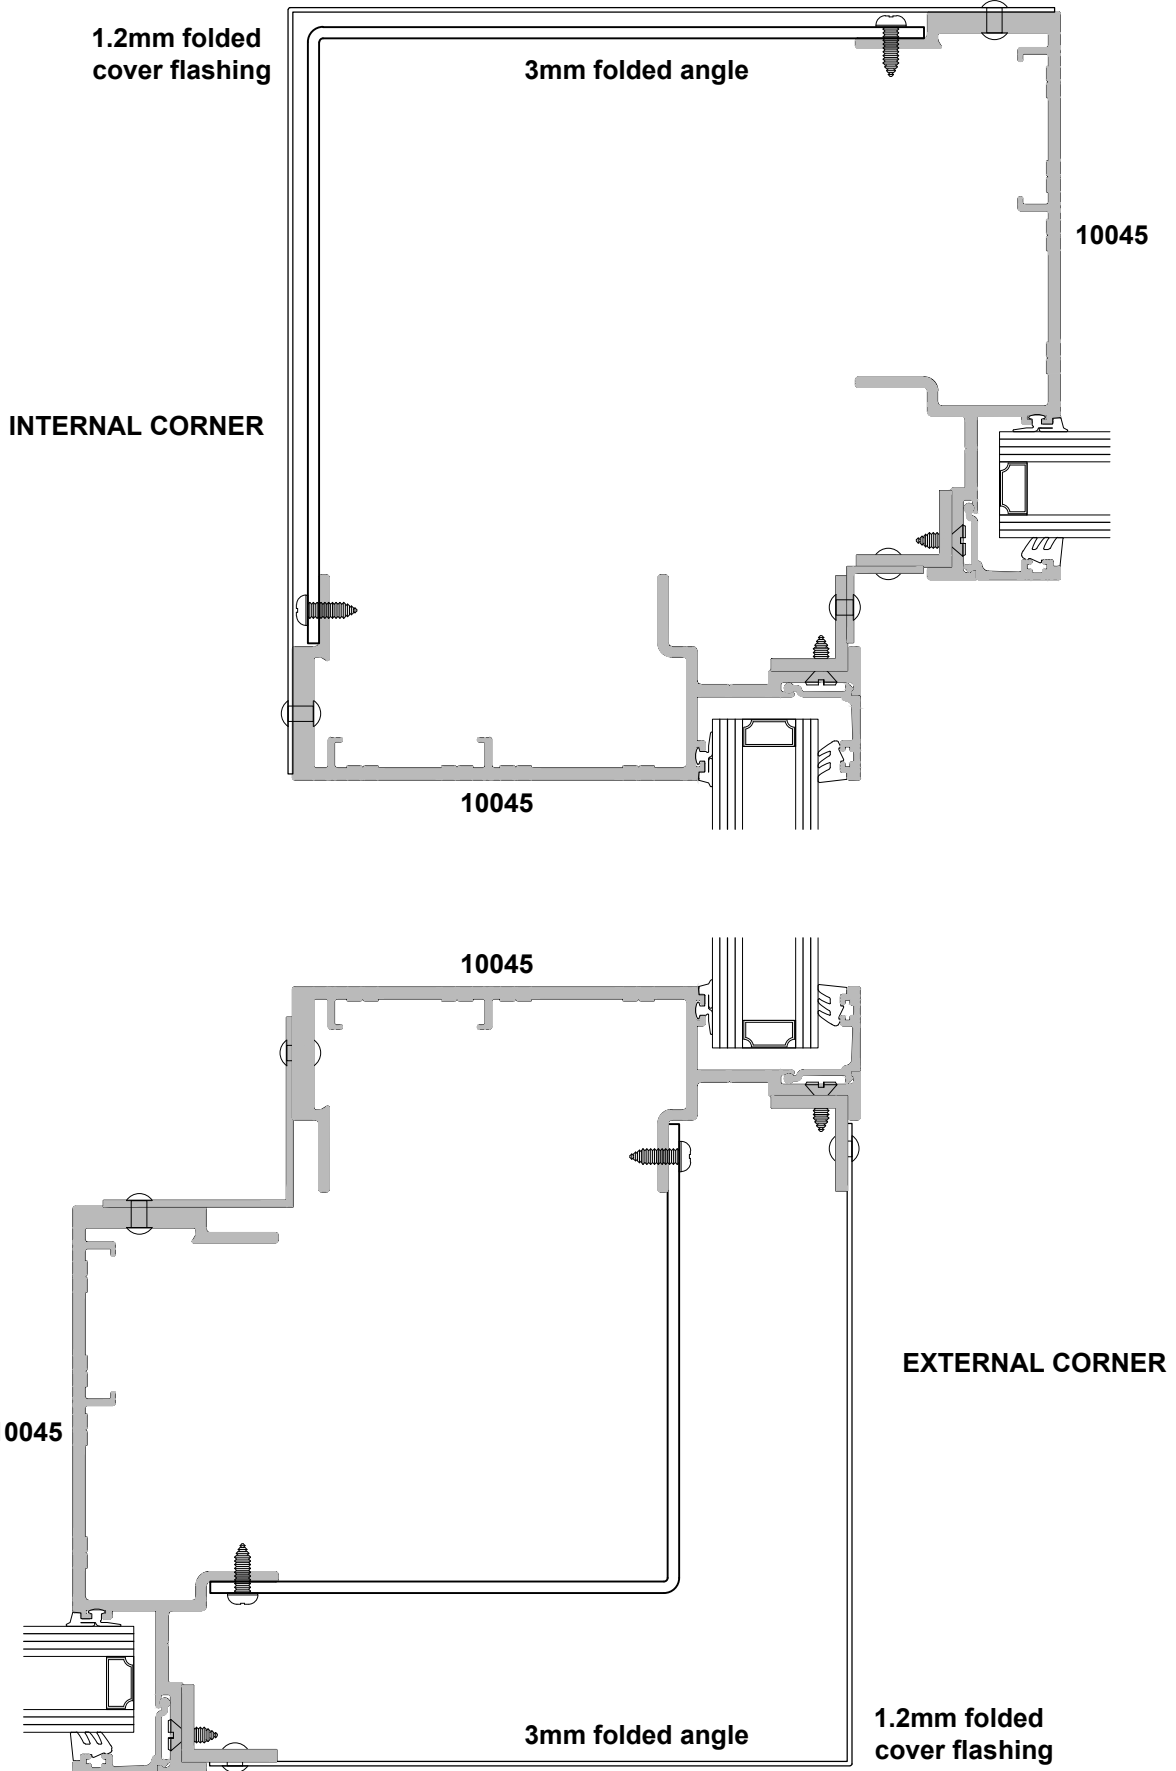 1.2mm folded
cover flashing
3mm folded angle
10045
INTERNAL CORNER
10045
10045
EXTERNAL CORNER
0045
3mm folded angle
1.2mm folded
cover flashing